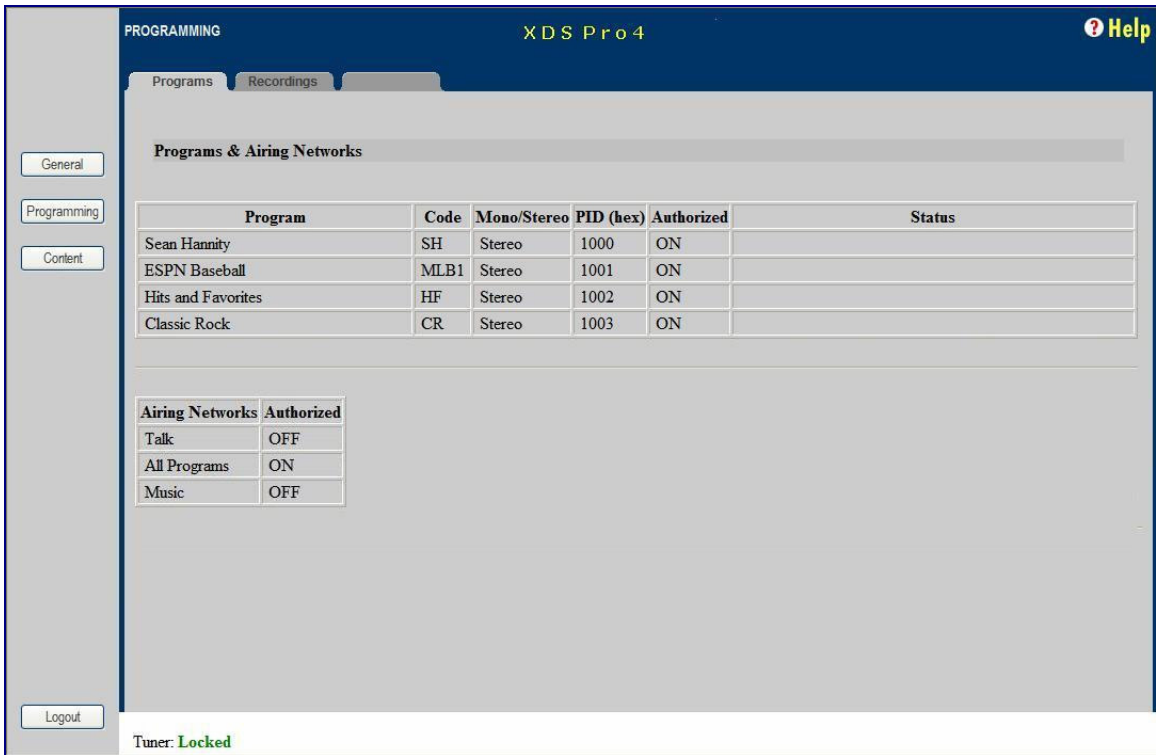 PROGRAMMING
XDS Pro4
? Help
Programs
Recordings
General
Programming
Content
Programs & Airing Networks
Program Code Mono/Stereo PID (hex) Authorized Status
Sean Hannity SH Stereo 1000 ON
ESPN Baseball MLB1 Stereo 1001 ON
Hits and Favorites HF Stereo 1002 ON
Classic Rock CR Stereo 1003 ON
Airing Networks Authorized
Talk OFF
All Programs ON
Music OFF
Logout
Tuner: Locked